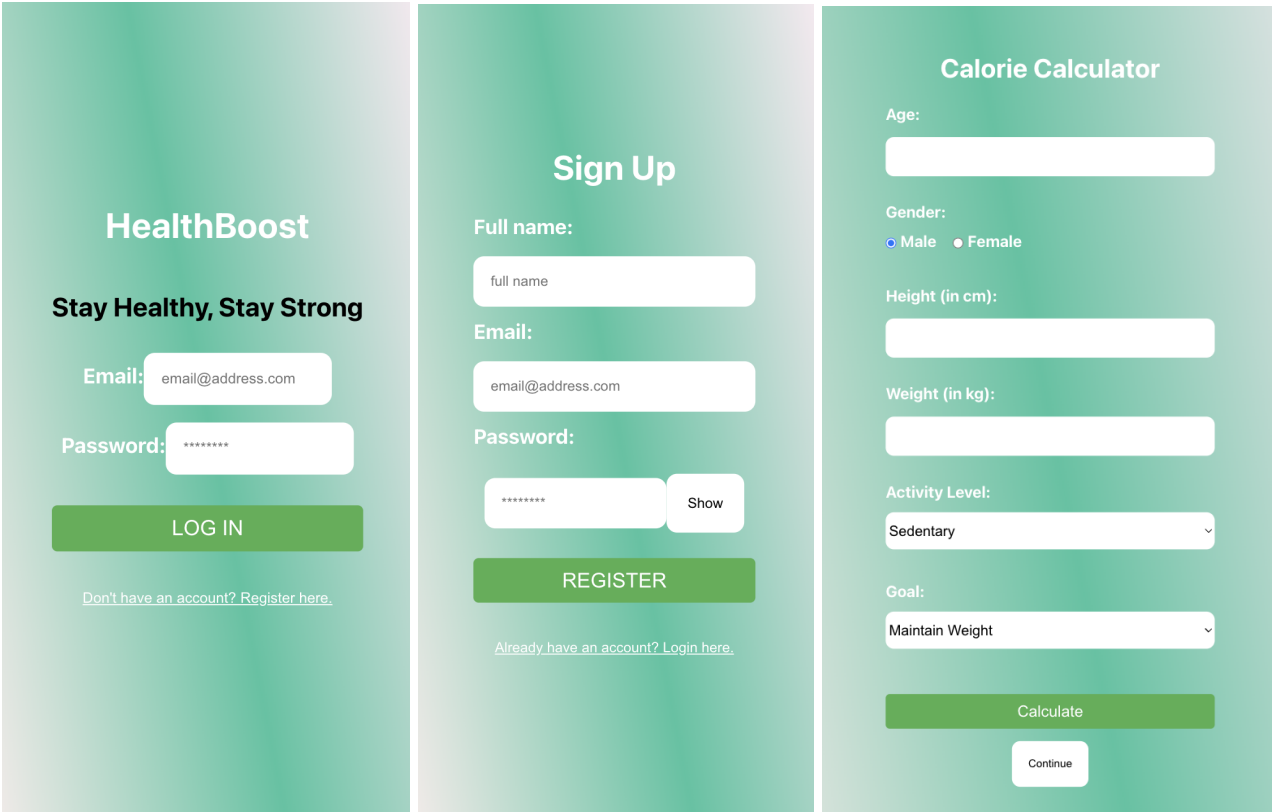 HealthBoost
Stay Healthy, Stay Strong
Email: email@address.com
Password: ********
LOG IN
Don't have an account? Register here.
Sign Up
Full name:
full name
Email:
email@address.com
Password:
******** Show
REGISTER
Already have an account? Login here.
Calorie Calculator
Age:
Gender:
Male Female
Height (in cm):
Weight (in kg):
Activity Level:
Sedentary
Goal:
Maintain Weight
Calculate
Continue